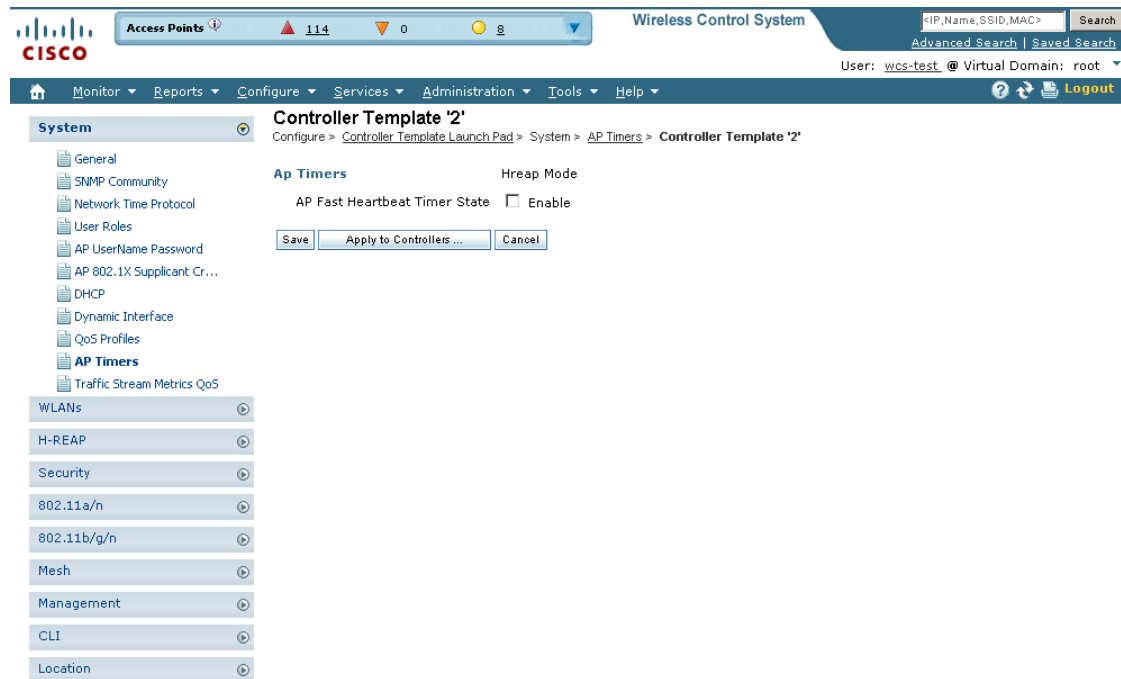 Access Points 114 0 8 Wireless Control System <IP,Name,SSID,MAC> Search
CISCO
Advanced Search | Saved Search
User: wcs-test @ Virtual Domain: root
Monitor Reports Configure Services Administration Tools Help Logout
System
General
SNMP Community
Network Time Protocol
User Roles
AP UserName Password
AP 802.1X Supplicant Cr...
DHCP
Dynamic Interface
QoS Profiles
AP Timers
Traffic Stream Metrics QoS
WLANs
H-REAP
Security
802.11a/n
802.11b/g/n
Mesh
Management
CLI
Location
Controller Template '2'
Configure > Controller Template Launch Pad > System > AP Timers > Controller Template '2'
Ap Timers Hreap Mode
AP Fast Heartbeat Timer State Enable
Save Apply to Controllers ... Cancel